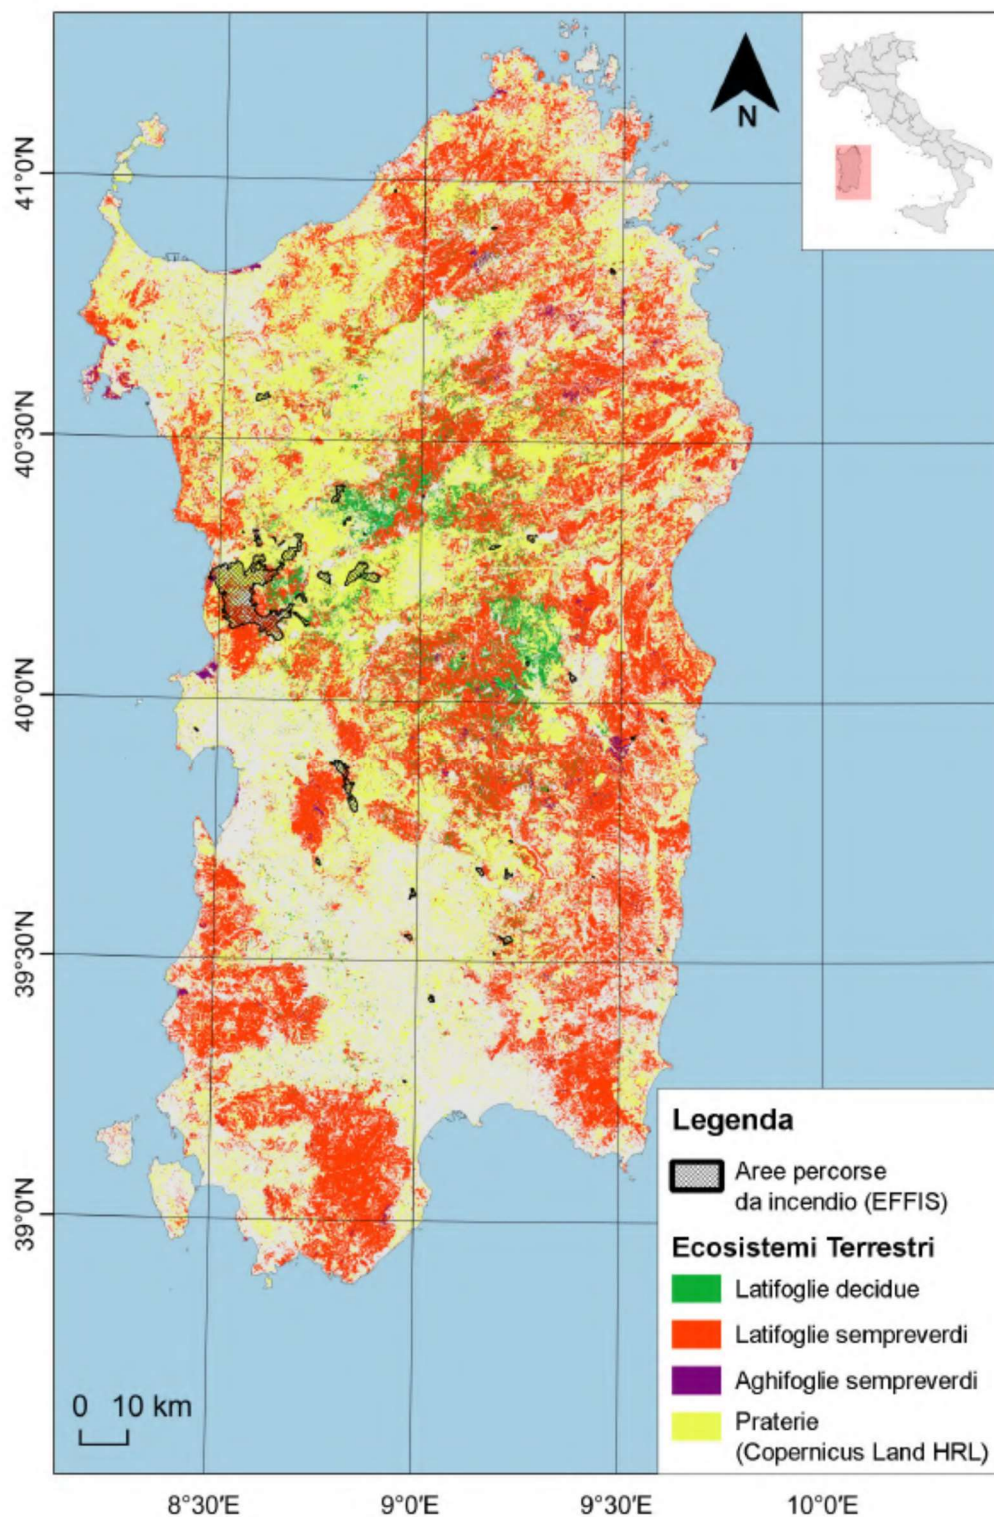 N
41°0'N
40°30'N
40°0'N
39°30'N
39°0'N
Legenda
Aree percorse
da incendio (EFFIS)
Ecosistemi Terrestri
Latifoglie decidue
Latifoglie sempreverdi
Aghifoglie sempreverdi
Praterie
(Copernicus Land HRL)
0 10 km
8°30'E
9°0'E
9°30'E
10°0'E